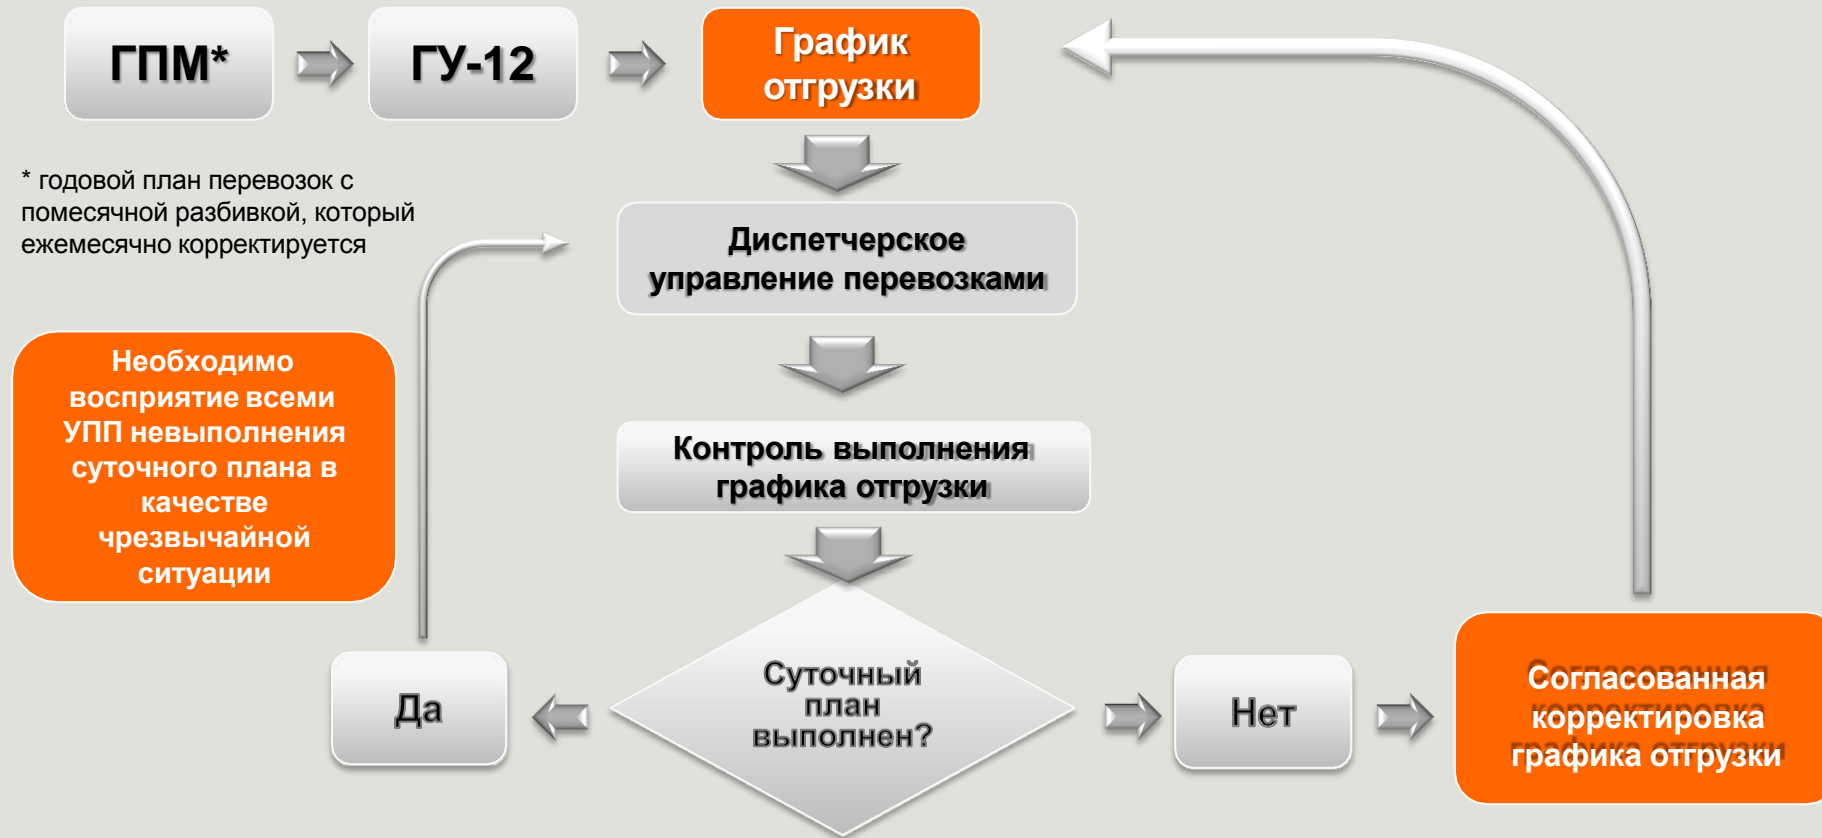 ГПМ*
ГУ-12
График
отгрузки
* годовой план перевозок с
помесячной разбивкой, который
ежемесячно корректируется
Диспетчерское
управление перевозками
Необходимо
восприятие всеми
УПП невыполнения
суточного плана в
качестве
чрезвычайной
ситуации
Контроль выполнения
графика отгрузки
Суточный
план
выполнен?
Да
Нет
Согласованная
корректировка
графика отгрузки